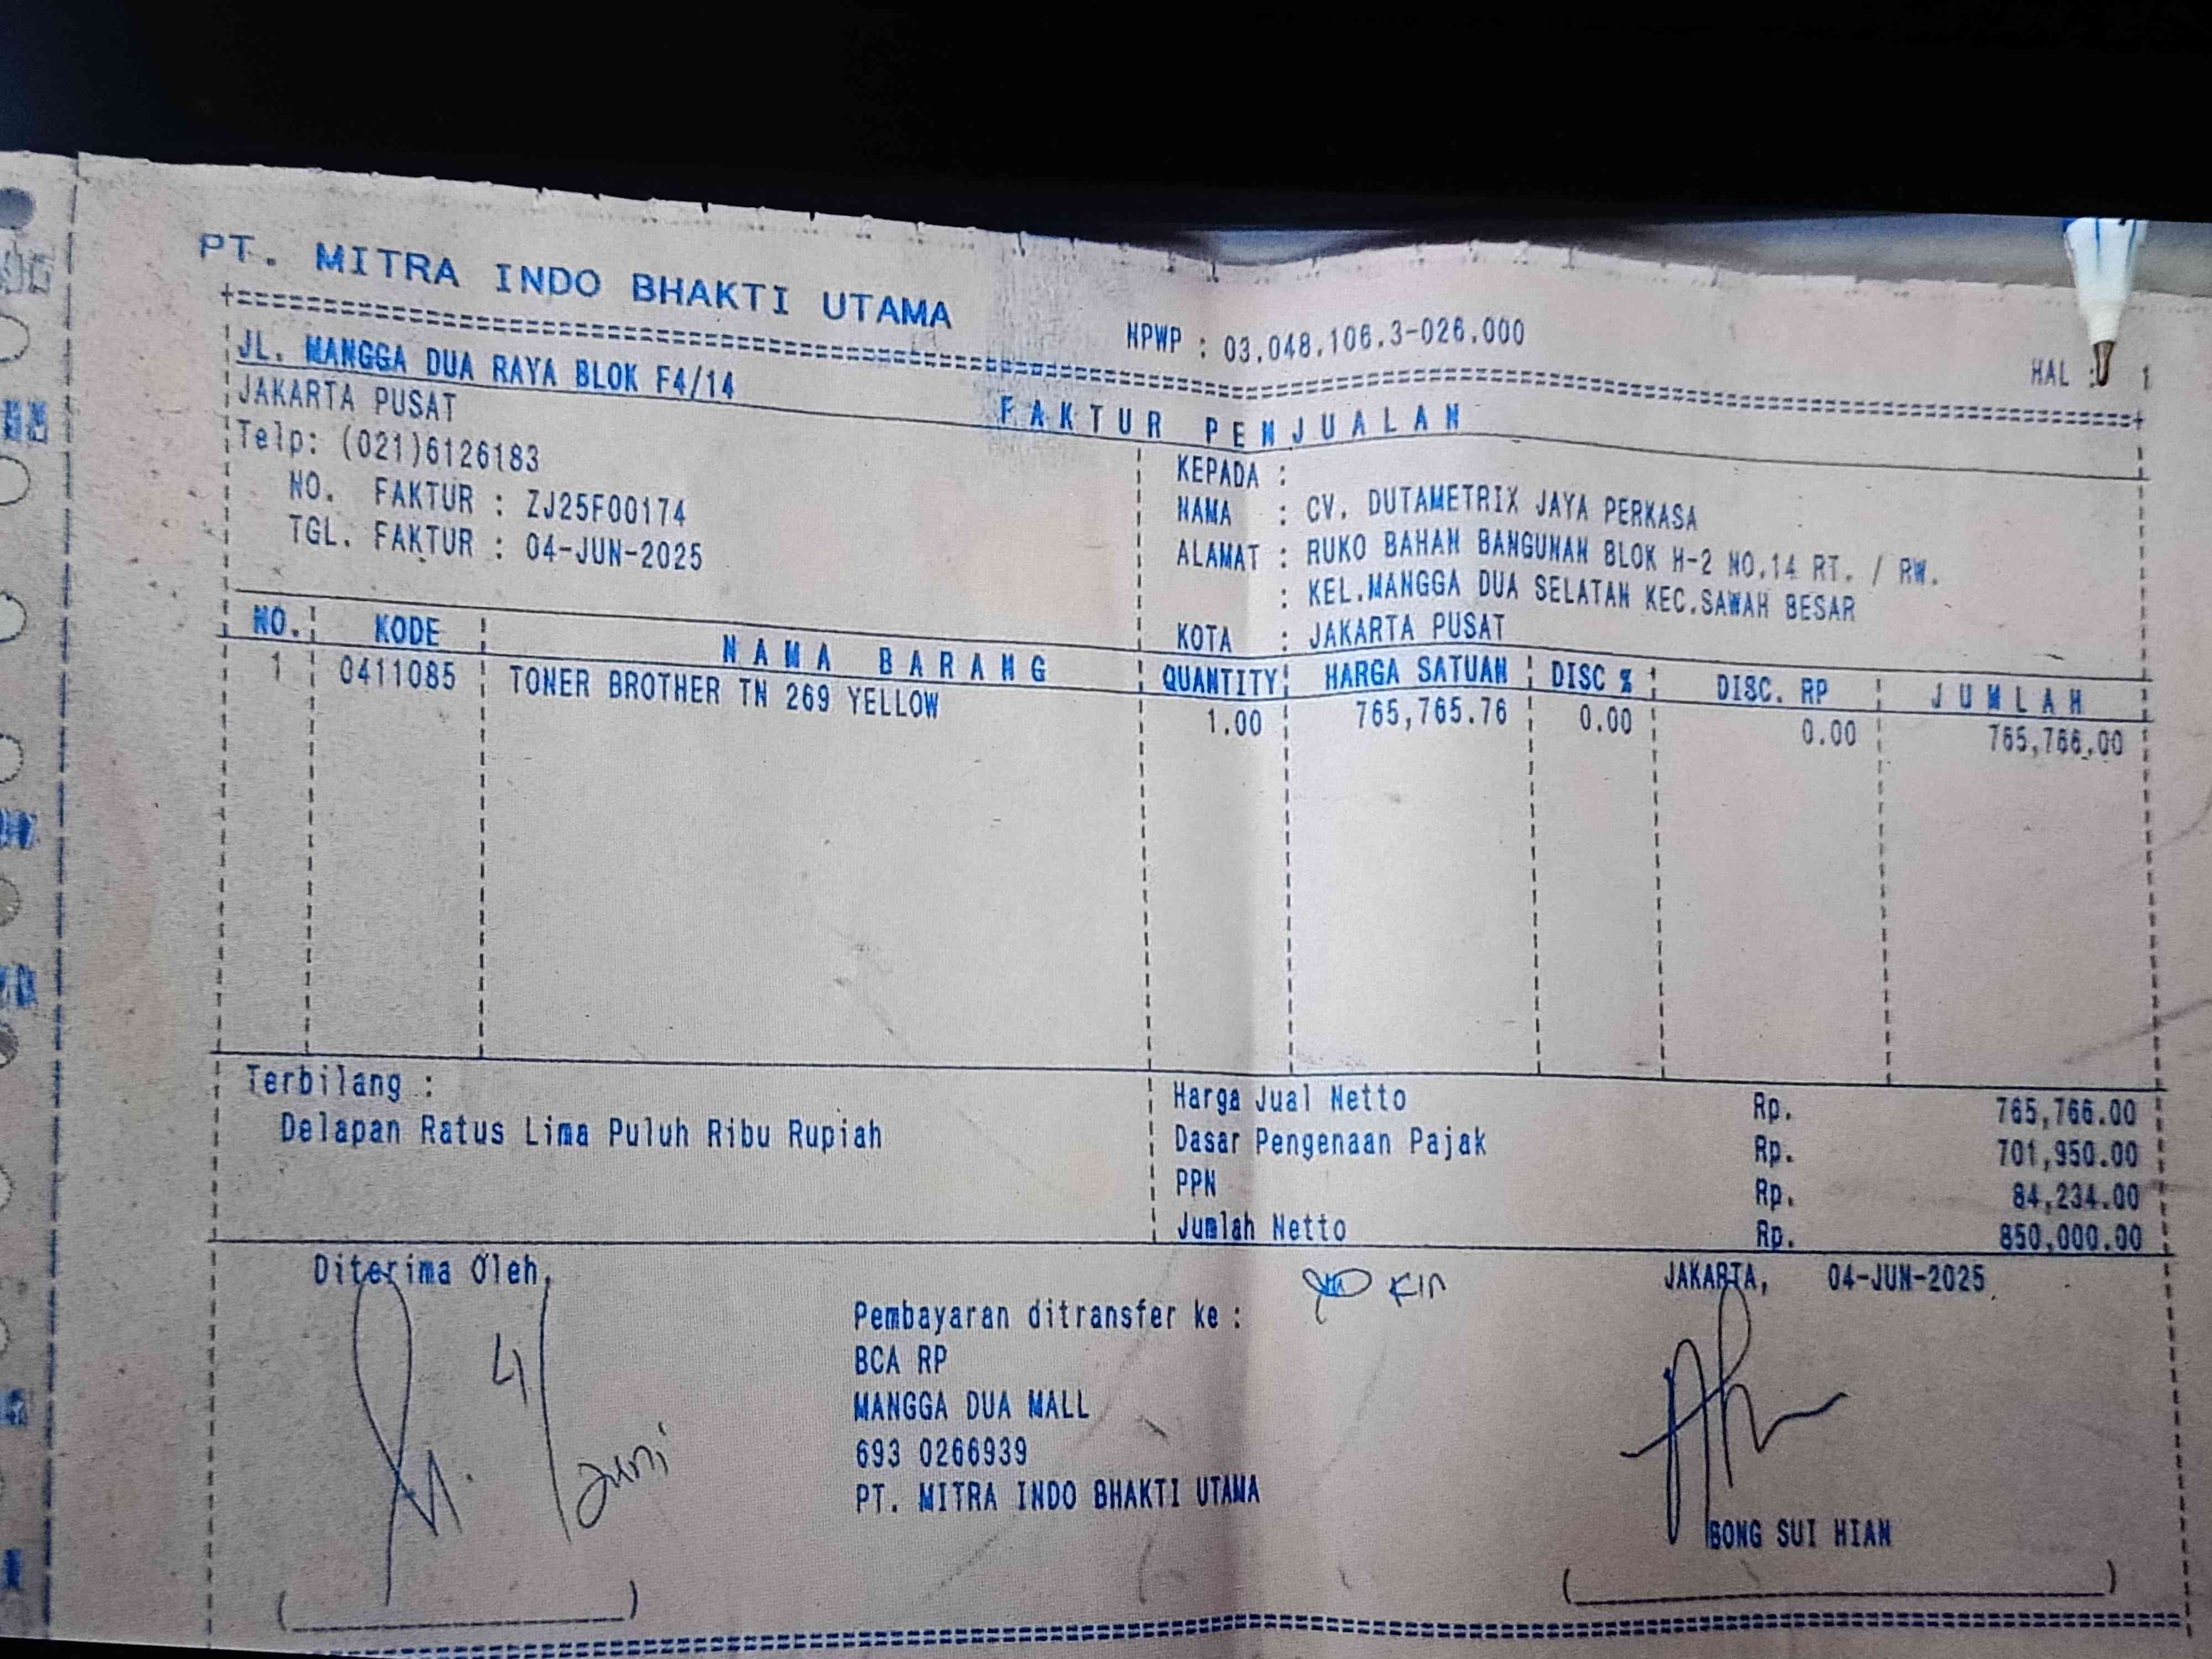 PT. MITRA INDO BHAKTI UTAMA
NPWP : 03.048.106.3-026.000
HAL : 1
JL. MANGGA DUA RAYA BLOK F4/14
JAKARTA PUSAT
Telp: (021)6126183
FAKTUR PENJUALAN
NO. FAKTUR : ZJ25F00174
TGL. FAKTUR : 04-JUN-2025
KEPADA :
NAMA : CV. DUTAMETRIX JAYA PERKASA
ALAMAT : RUKO BAHAN BANGUNAN BLOK H-2 NO.14 RT. / RW.
: KEL.MANGGA DUA SELATAN KEC.SAWAH BESAR
KOTA : JAKARTA PUSAT
NO. KODE NAMA BARANG QUANTITY HARGA SATUAN DISC % DISC. RP JUMLAH
1 0411085 TONER BROTHER TN 269 YELLOW 1.00 765,765.76 0.00 0.00 765,766.00
Terbilang :
Delapan Ratus Lima Puluh Ribu Rupiah
Harga Jual Netto Rp. 765,766.00
Dasar Pengenaan Pajak Rp. 701,950.00
PPN Rp. 84,234.00
Jumlah Netto Rp. 850,000.00
Diterima Oleh,
4/Juni
Pembayaran ditransfer ke :
BCA RP
MANGGA DUA MALL
693 0266939
PT. MITRA INDO BHAKTI UTAMA
JAKARTA, 04-JUN-2025
BONG SUI HIAN